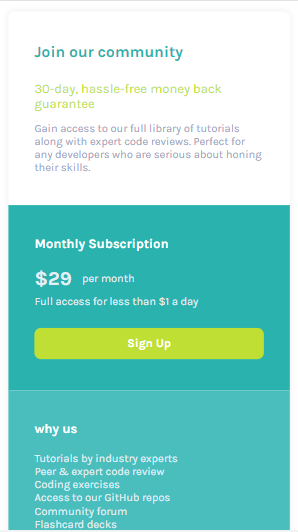 Join our community
30-day, hassle-free money back
guarantee
Gain access to our full library of tutorials
along with expert code reviews. Perfect for
any developers who are serious about honing
their skills.
Monthly Subscription
$29 per month
Full access for less than $1 a day
Sign Up
why us
Tutorials by industry experts
Peer & expert code review
Coding exercises
Access to our GitHub repos
Community forum
Flashcard decks